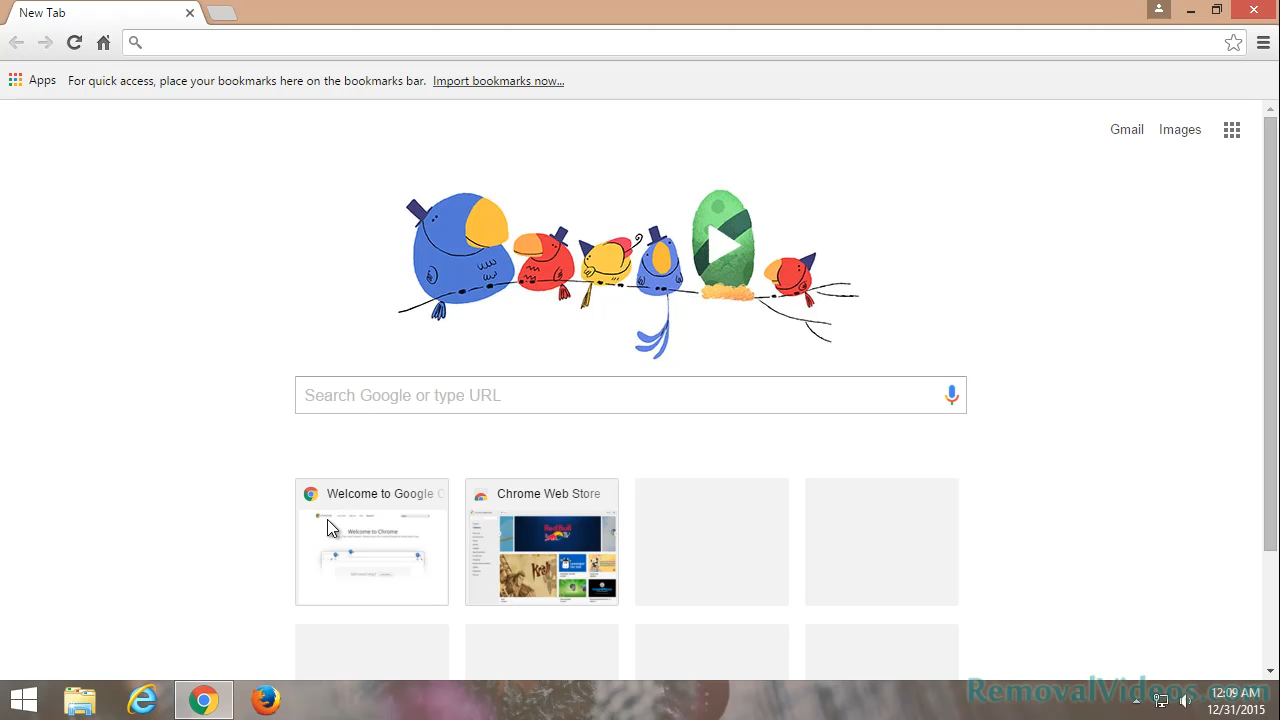 New Tab
Apps For quick access, place your bookmarks here on the bookmarks bar. Import bookmarks now...
Gmail Images
Search Google or type URL
Welcome to Google C
Chrome Web Store
Welcome to Chrome
RedBull
RemovalVideos.com
12:09 AM
12/31/2015